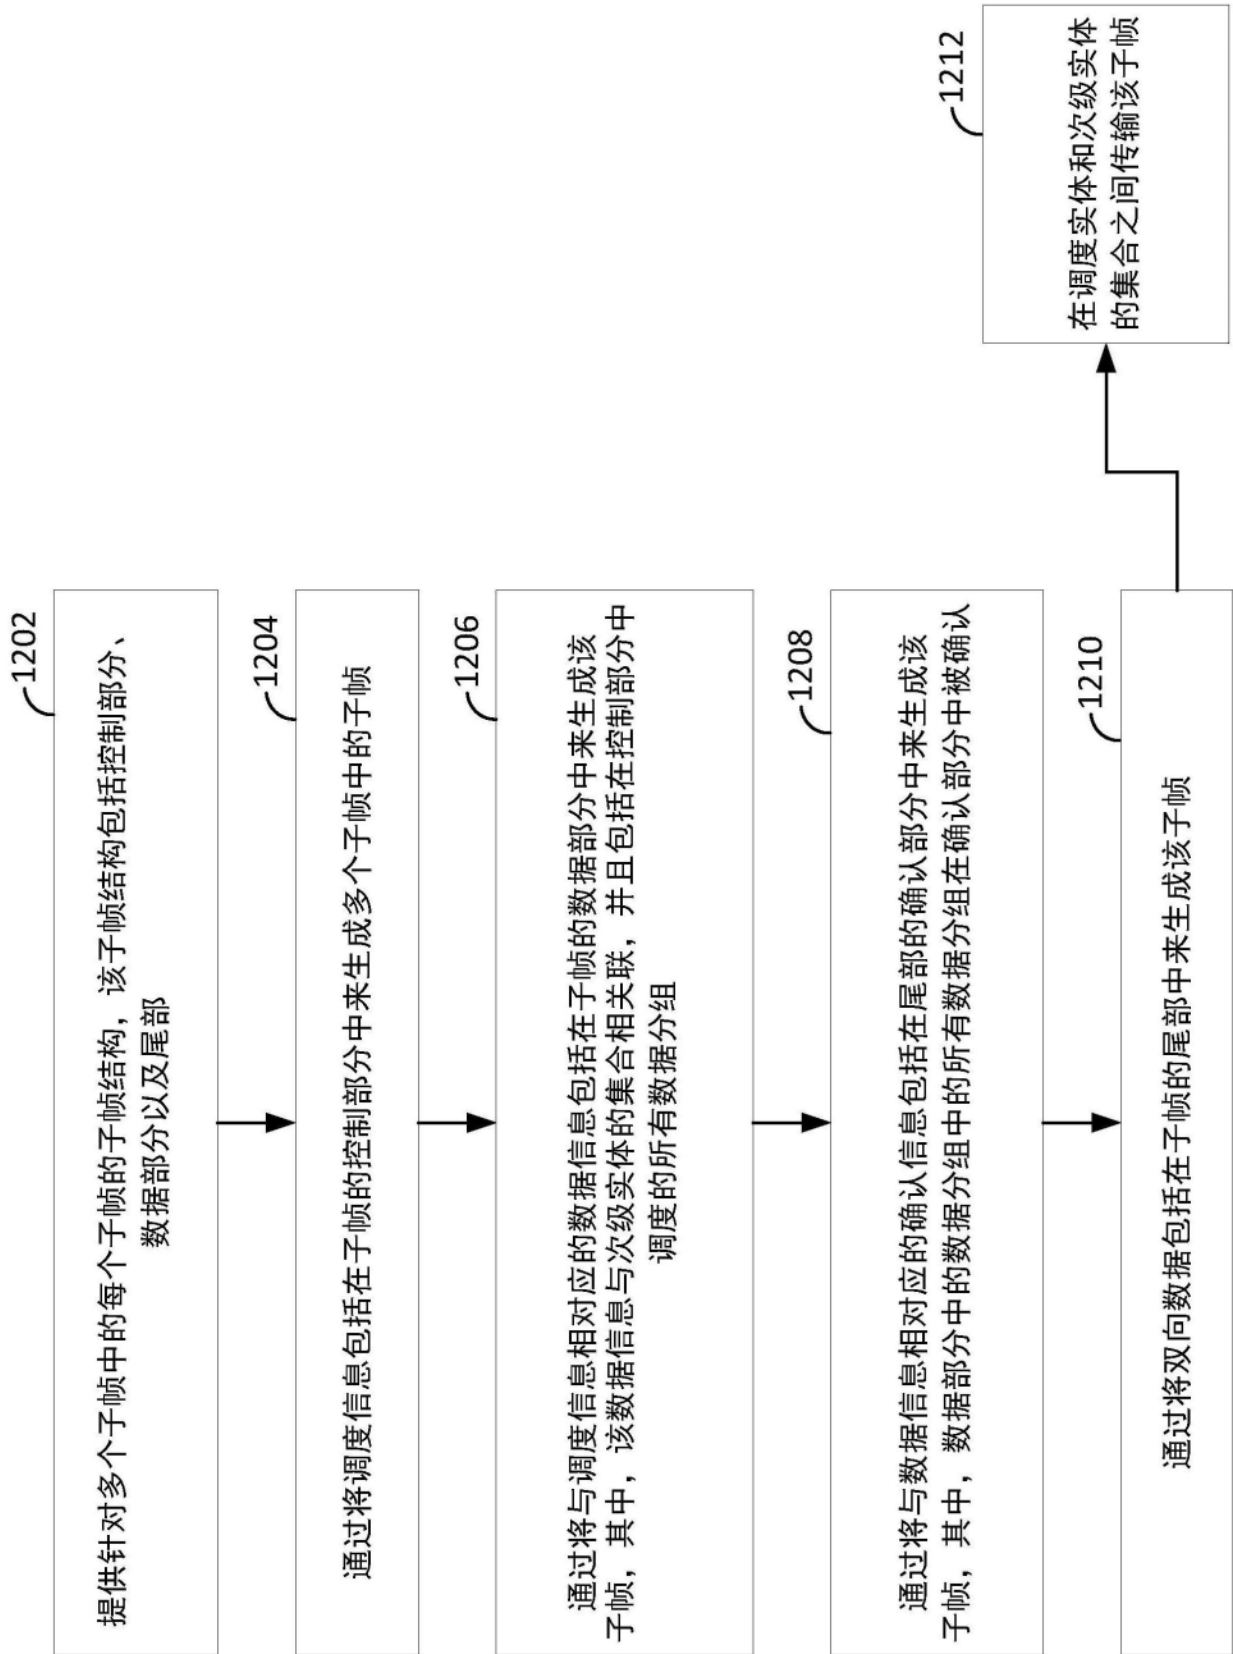 1202
提供针对多个子帧中的每个子帧的子帧结构，该子帧结构包括控制部分、
数据部分以及尾部
1204
通过将调度信息包括在子帧的控制部分中来生成多个子帧中的子帧
1206
通过将与调度信息相对应的数据信息包括在子帧的数据部分中来生成该
子帧，其中，该数据信息与次级实体的集合相关联，并且包括在控制部分中
调度的所有数据分组
1208
通过将与数据信息相对应的确认信息包括在尾部的确认部分中来生成该
子帧，其中，数据部分中的数据分组中的所有数据分组在确认部分中被确认
1210
通过将双向数据包括在子帧的尾部中来生成该子帧
1212
在调度实体和次级实体
的集合之间传输该子帧